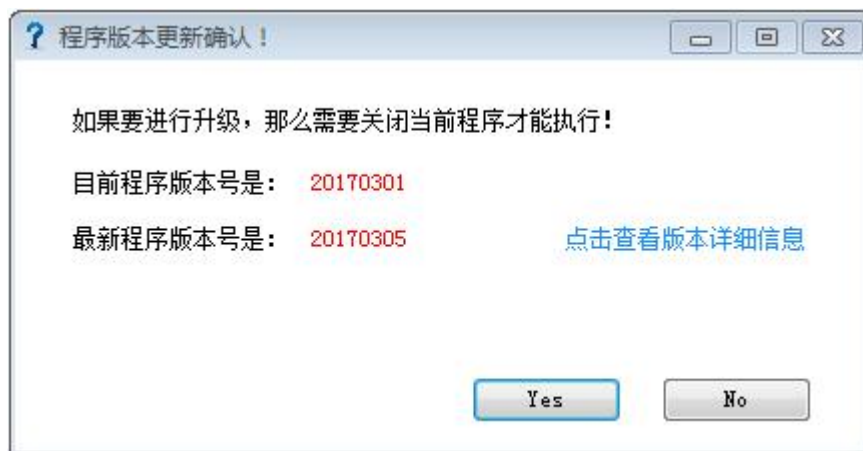 程序版本更新确认！
如果要进行升级，那么需要关闭当前程序才能执行！
目前程序版本号是： 20170301
最新程序版本号是： 20170305 点击查看版本详细信息
Yes No